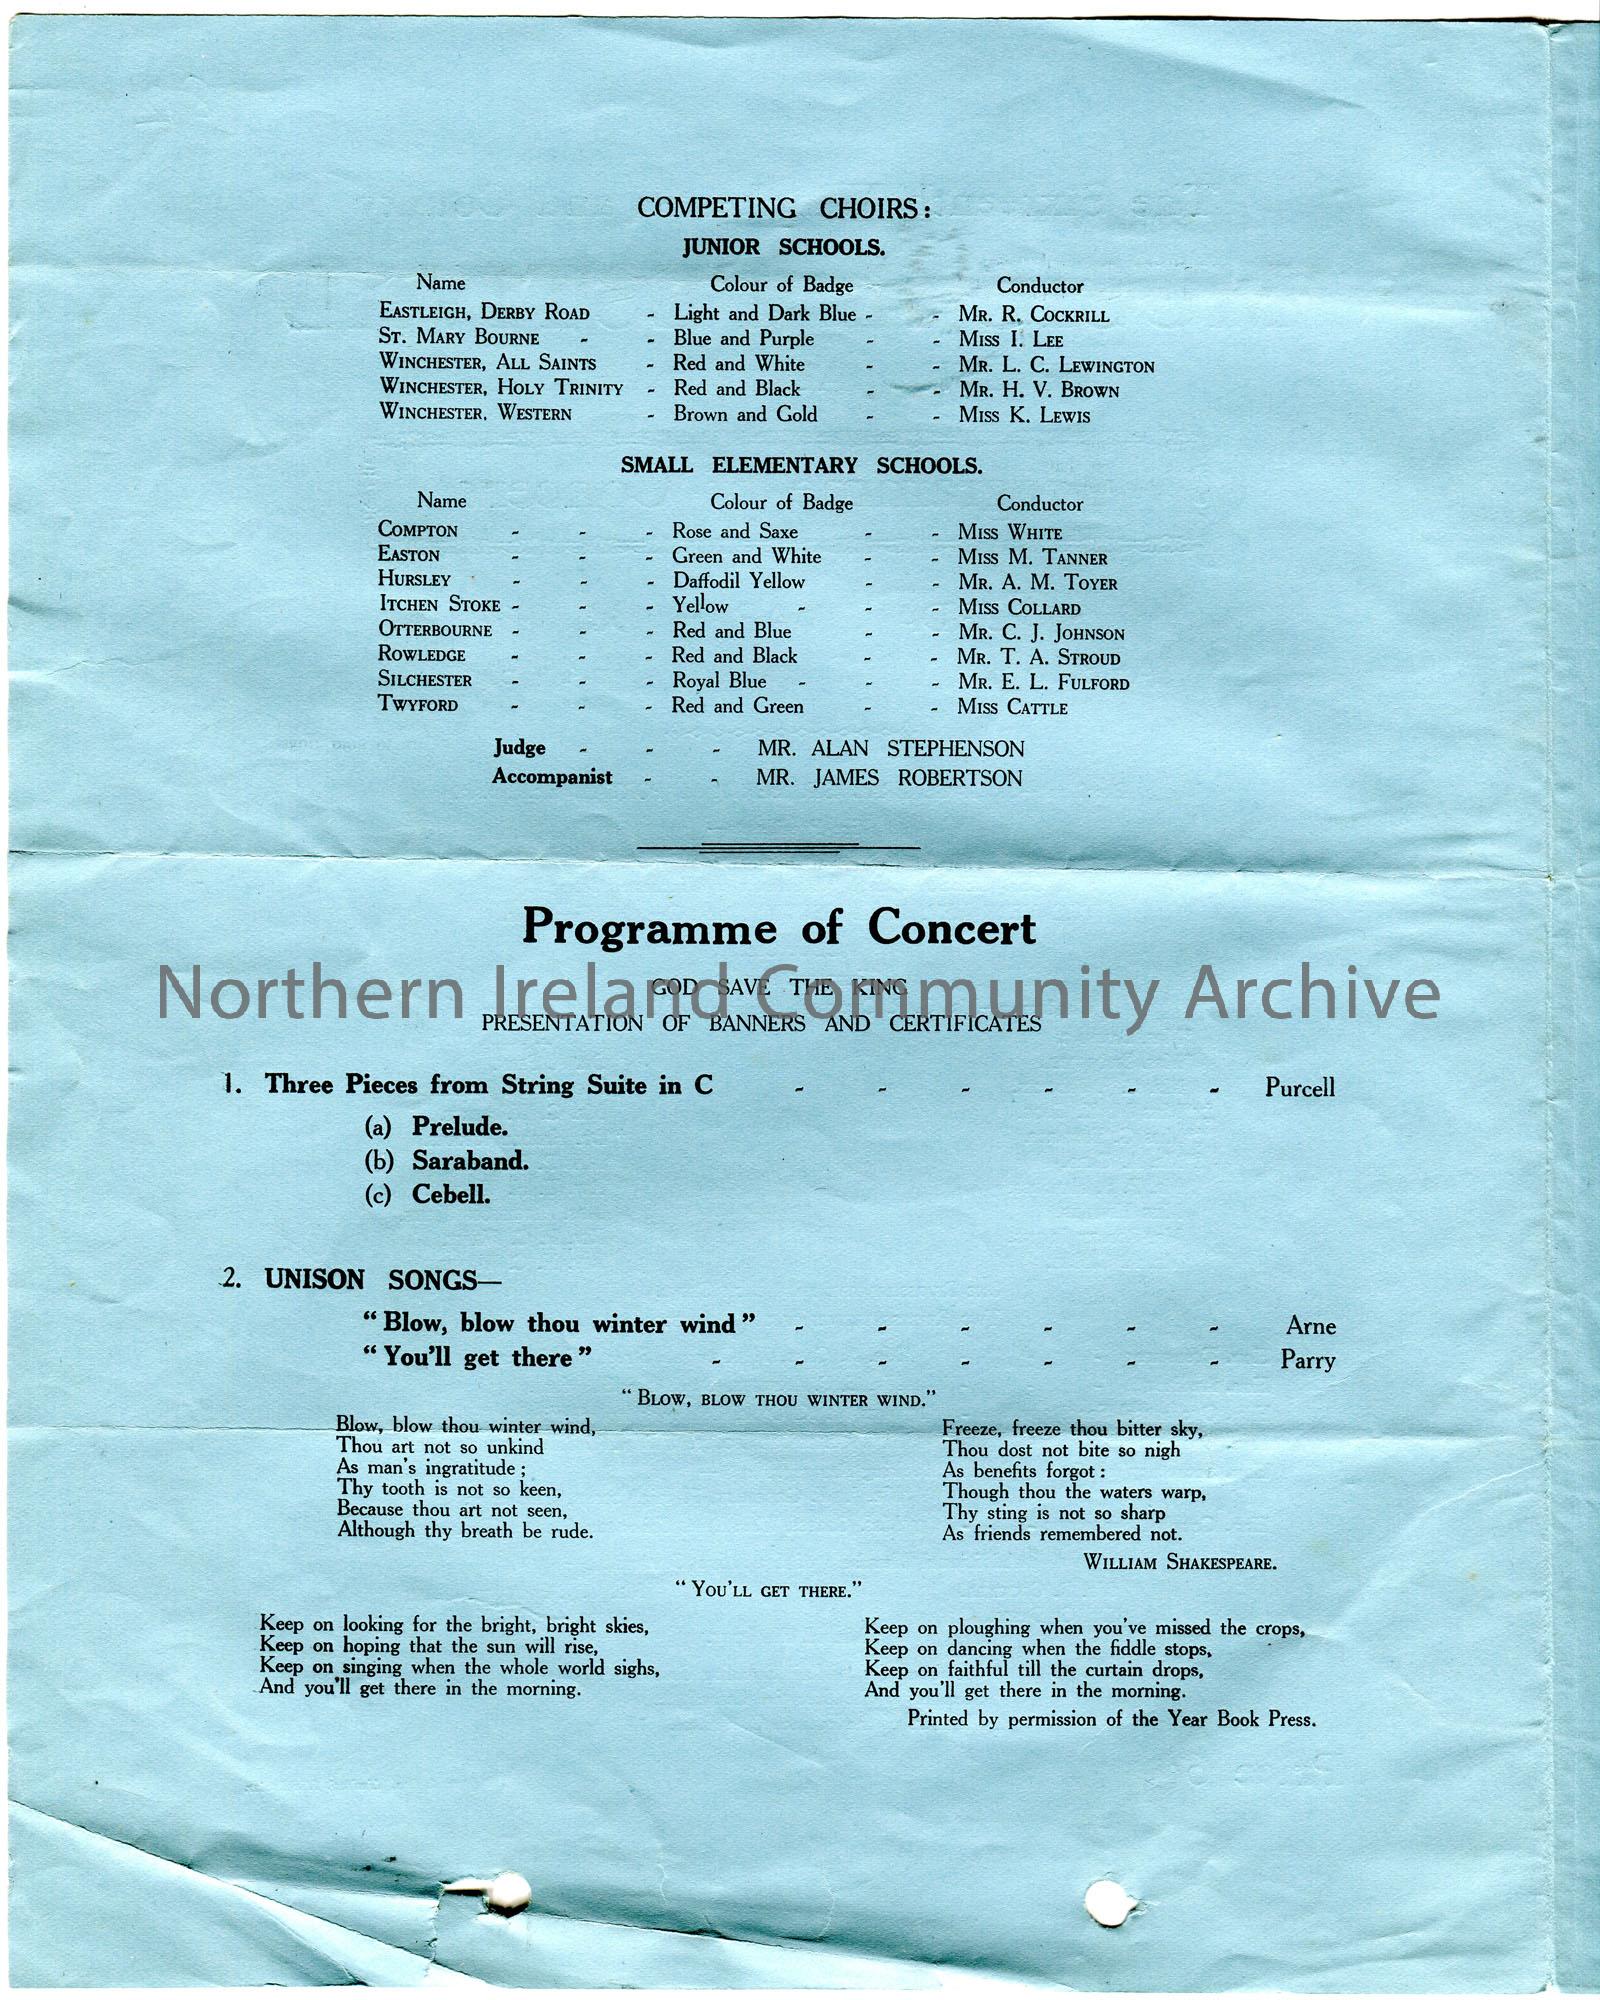 COMPETING CHOIRS:
JUNIOR SCHOOLS.
Name Colour of Badge Conductor
EASTLEIGH, DERBY ROAD - Light and Dark Blue - - MR. R. COCKRILL
ST. MARY BOURNE - - Blue and Purple - - MISS I. LEE
WINCHESTER, ALL SAINTS - Red and White - - MR. L. C. LEWINGTON
WINCHESTER, HOLY TRINITY - Red and Black - - MR. H. V. BROWN
WINCHESTER, WESTERN - Brown and Gold - - MISS K. LEWIS
SMALL ELEMENTARY SCHOOLS.
Name Colour of Badge Conductor
COMPTON - - - Rose and Saxe - - MISS WHITE
EASTON - - - Green and White - - MISS M. TANNER
HURSLEY - - - Daffodil Yellow - - MR. A. M. TOYER
ITCHEN STOKE - - - Yellow - - - MISS COLLARD
OTTERBOURNE - - - Red and Blue - - MR. C. J. JOHNSON
ROWLEDGE - - - Red and Black - - MR. T. A. STROUD
SILCHESTER - - - Royal Blue - - - MR. E. L. FULFORD
TWYFORD - - - Red and Green - - MISS CATTLE
Judge - - - MR. ALAN STEPHENSON
Accompanist - - MR. JAMES ROBERTSON
Programme of Concert
Northern Ireland Community Archive
GOD SAVE THE KING
PRESENTATION OF BANNERS AND CERTIFICATES
1. Three Pieces from String Suite in C - - - - - - Purcell
(a) Prelude.
(b) Saraband.
(c) Cebell.
2. UNISON SONGS—
"Blow, blow thou winter wind" - - - - - - Arne
"You'll get there" - - - - - - - Parry
"BLOW, BLOW THOU WINTER WIND."
Blow, blow thou winter wind,
Thou art not so unkind
As man's ingratitude;
Thy tooth is not so keen,
Because thou art not seen,
Although thy breath be rude.
Freeze, freeze thou bitter sky,
Thou dost not bite so nigh
As benefits forgot:
Though thou the waters warp,
Thy sting is not so sharp
As friends remembered not.
WILLIAM SHAKESPEARE.
"YOU'LL GET THERE."
Keep on looking for the bright, bright skies,
Keep on hoping that the sun will rise,
Keep on singing when the whole world sighs,
And you'll get there in the morning.
Keep on ploughing when you've missed the crops,
Keep on dancing when the fiddle stops,
Keep on faithful till the curtain drops,
And you'll get there in the morning.
Printed by permission of the Year Book Press.